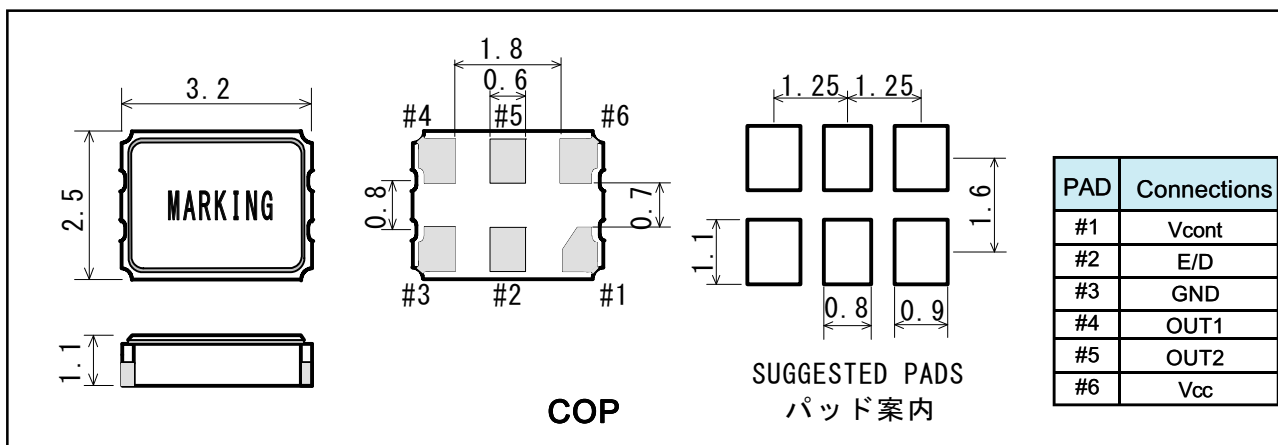 3.2
2.5
MARKING
1.1
1.8
0.6
#4 #5 #6
0.8
0.7
#3 #2 #1
COP
1.25 1.25
1.6
1.1
0.8 0.9
SUGGESTED PADS
パッド案内
PAD Connections
#1 Vcont
#2 E/D
#3 GND
#4 OUT1
#5 OUT2
#6 Vcc